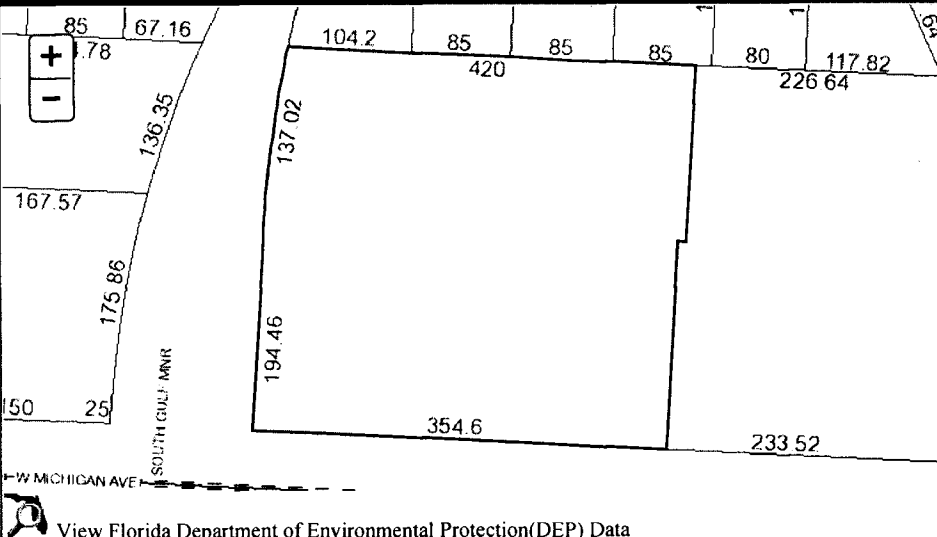 85 67.16 104.2 85 85 85 80 117.82 64
+ .78 420 226.64
−
136.35 137.02
167.57
175.86
194.46
SOUTH GULF MNR
150 25 354.6 233.52
W MICHIGAN AVE
View Florida Department of Environmental Protection(DEP) Data